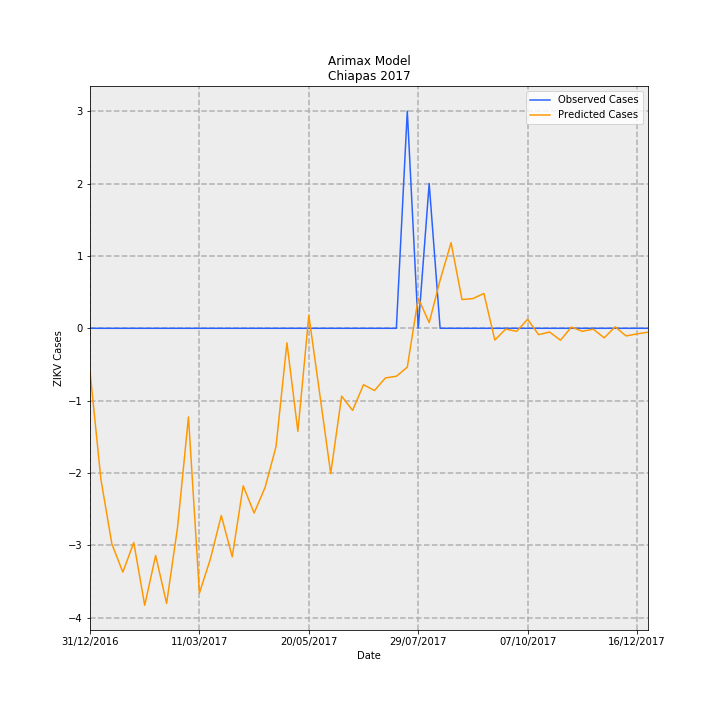 Arimax Model
Chiapas 2017
Observed Cases
Predicted Cases
3
2
1
0
−1
−2
−3
−4
ZIKV Cases
31/12/2016 11/03/2017 20/05/2017 29/07/2017 07/10/2017 16/12/2017
Date